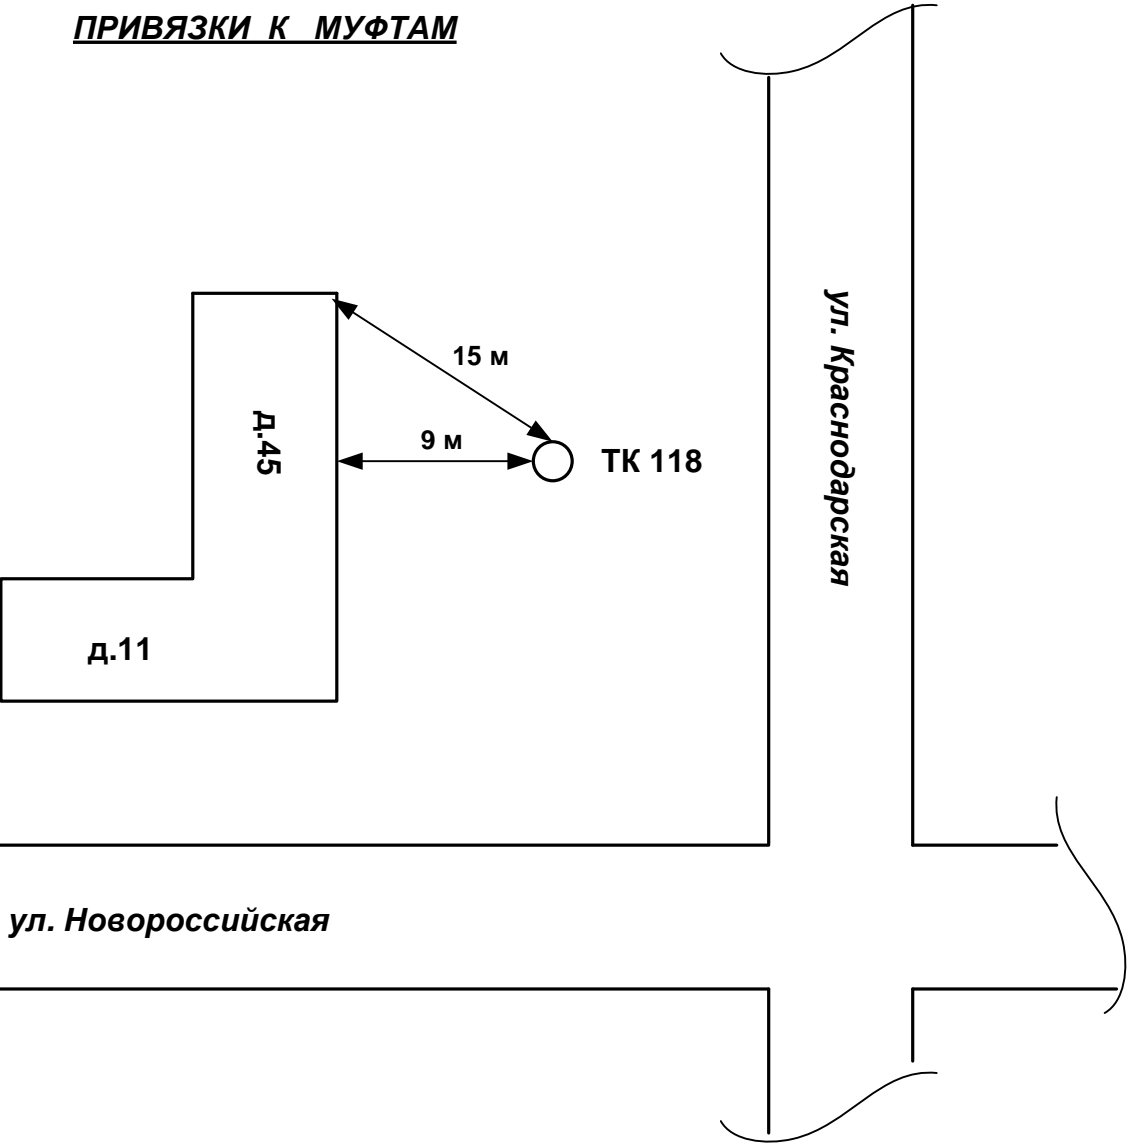 ПРИВЯЗКИ К МУФТАМ
ул. Краснодарская
15 м
д.45
9 м
ТК 118
д.11
ул. Новороссийская